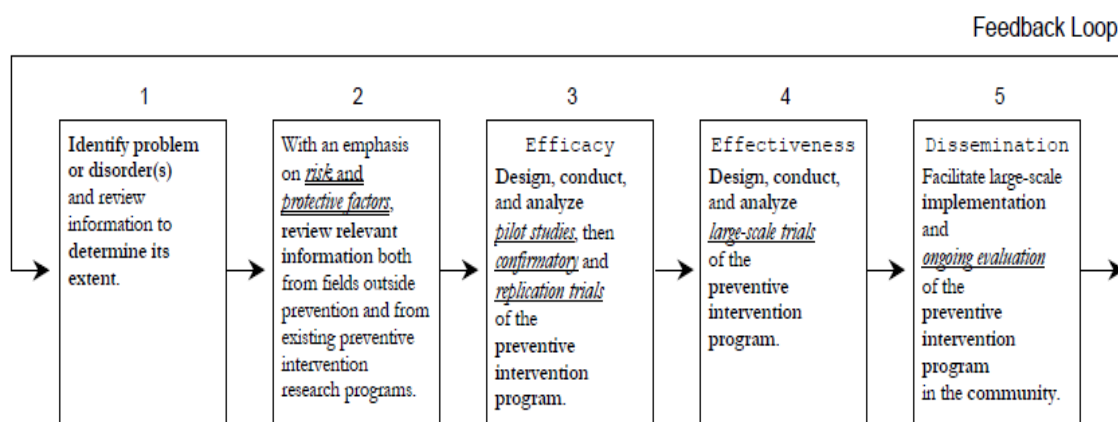 Feedback Loop
1
2
3
4
5
Identify problem
or disorder(s)
and review
information to
determine its
extent.
With an emphasis
on risk and
protective factors,
review relevant
information both
from fields outside
prevention and from
existing preventive
intervention
research programs.
Efficacy
Design, conduct,
and analyze
pilot studies, then
confirmatory and
replication trials
of the
preventive
intervention
program.
Effectiveness
Design, conduct,
and analyze
large-scale trials
of the
preventive
intervention
program.
Dissemination
Facilitate large-scale
implementation
and
ongoing evaluation
of the
preventive
intervention
program
in the community.